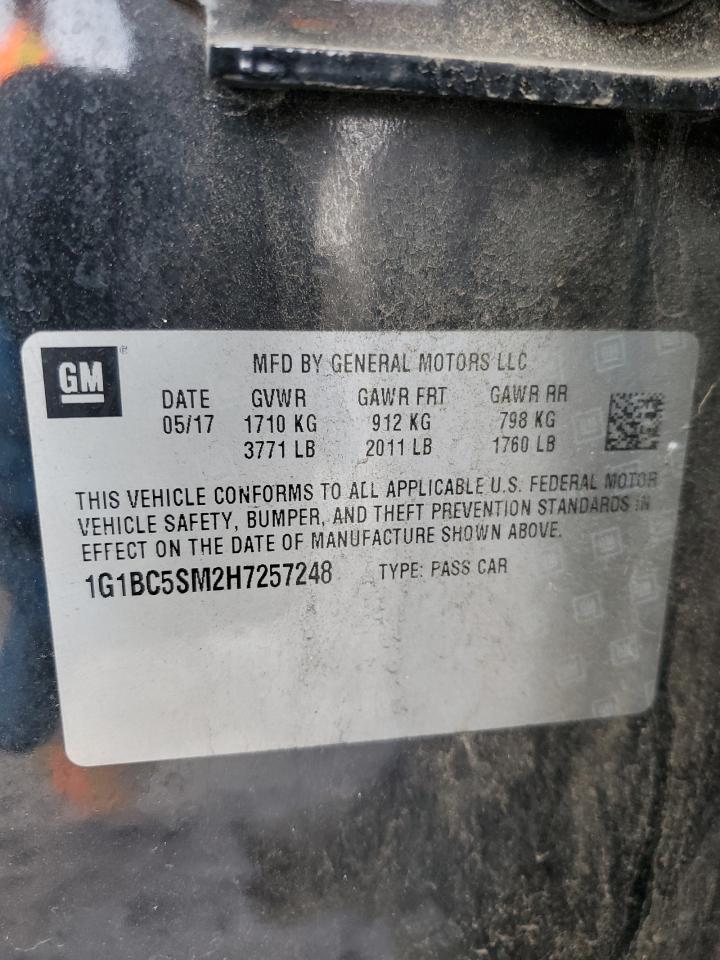 GM®
MFD BY GENERAL MOTORS LLC
DATE GVWR GAWR FRT GAWR RR
05/17 1710 KG 912 KG 798 KG
3771 LB 2011 LB 1760 LB
THIS VEHICLE CONFORMS TO ALL APPLICABLE U.S. FEDERAL MOTOR
VEHICLE SAFETY, BUMPER, AND THEFT PREVENTION STANDARDS IN
EFFECT ON THE DATE OF MANUFACTURE SHOWN ABOVE.
1G1BC5SM2H7257248 TYPE: PASS CAR